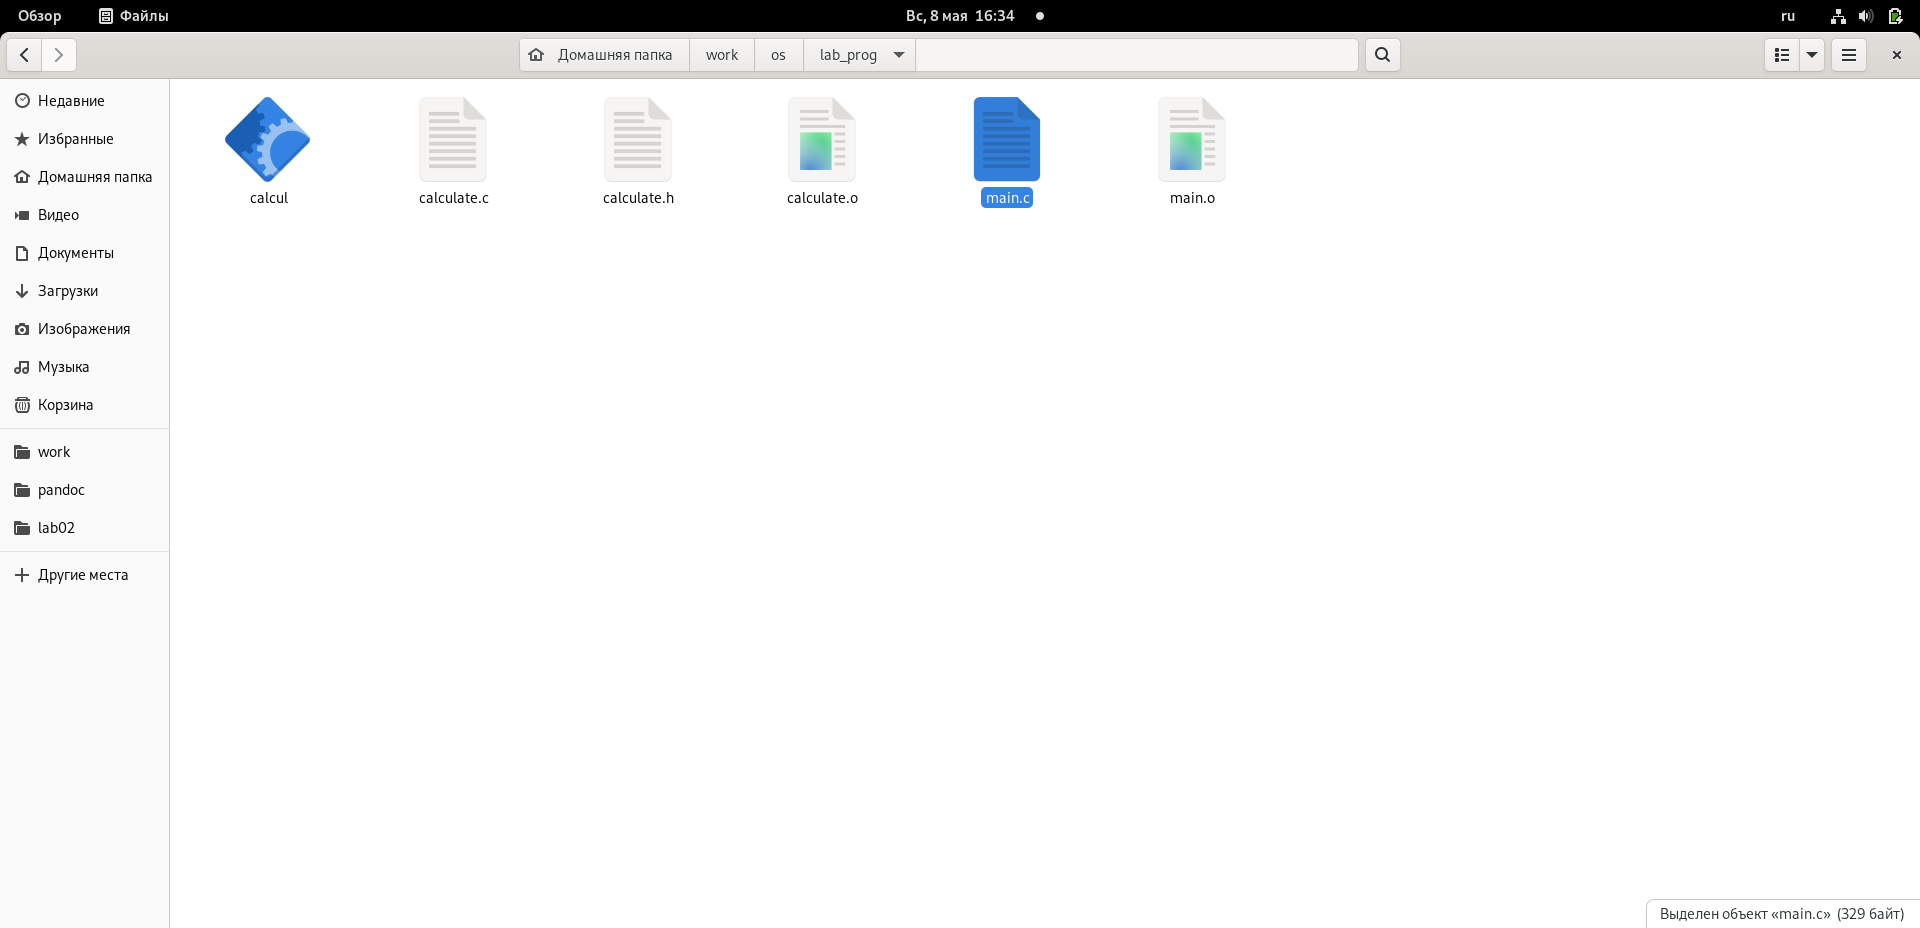 Обзор Файлы Вс, 8 мая 16:34 ru
Домашняя папка work os lab_prog
Недавние
Избранные
Домашняя папка
Видео
Документы
Загрузки
Изображения
Музыка
Корзина
work
pandoc
lab02
Другие места
calcul calculate.c calculate.h calculate.o main.c main.o
Выделен объект «main.c» (329 байт)